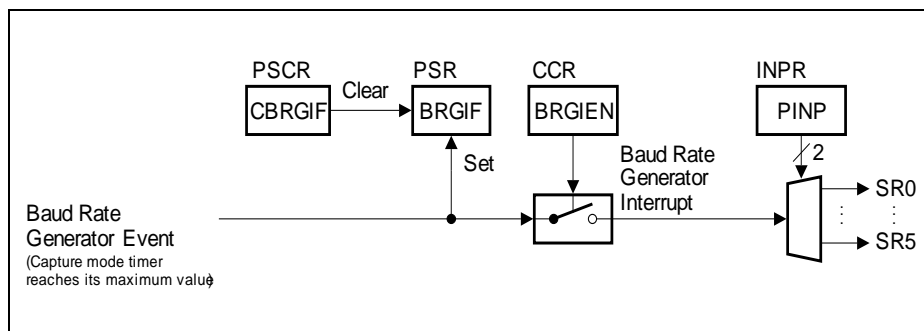 PSCR
PSR
CCR
INPR
CBRGIF
Clear
BRGIF
BRGIEN
PINP
2
Set
Baud Rate
Generator
Interrupt
SR0
SR5
Baud Rate
Generator Event
(Capture mode timer
reaches its maximum value)